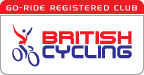 GO-RIDE REGISTERED CLUB
BRITISH
CYCLING